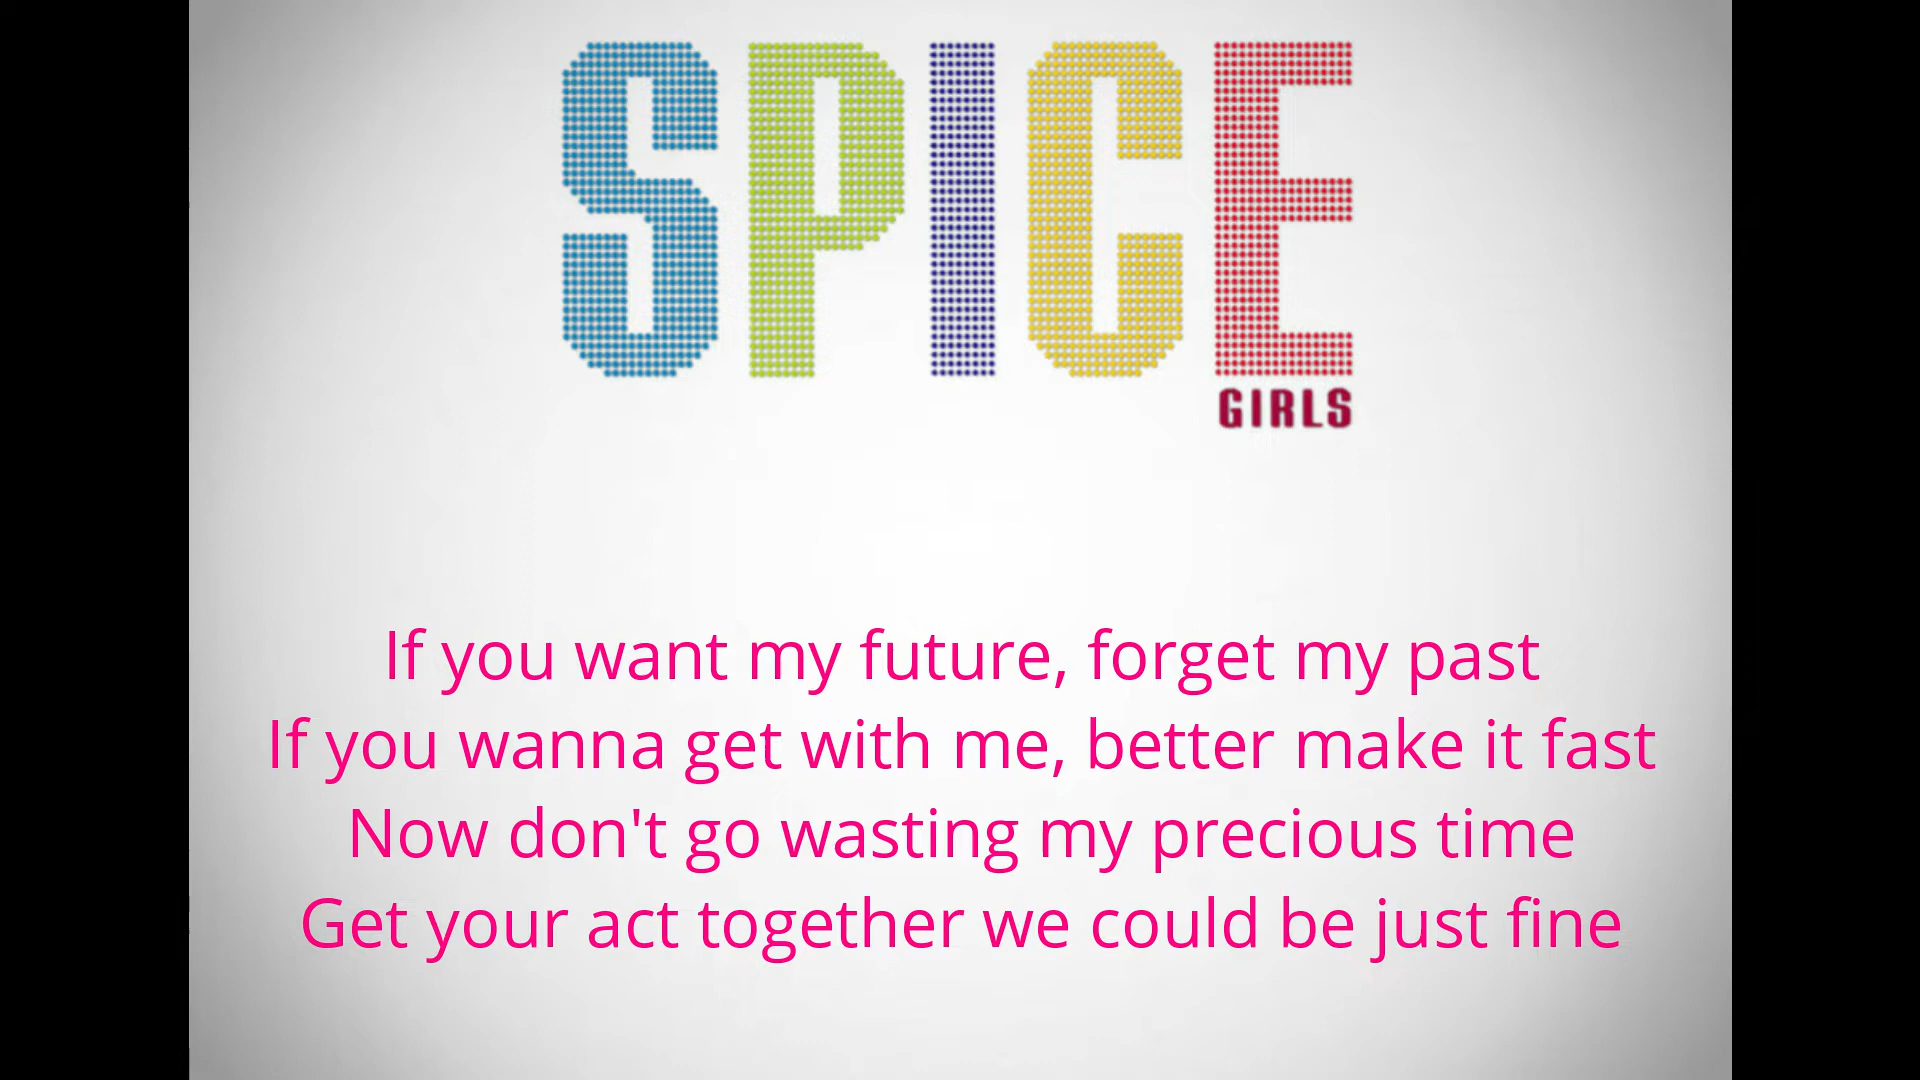 SPICE
GIRLS
If you want my future, forget my past
If you wanna get with me, better make it fast
Now don't go wasting my precious time
Get your act together we could be just fine